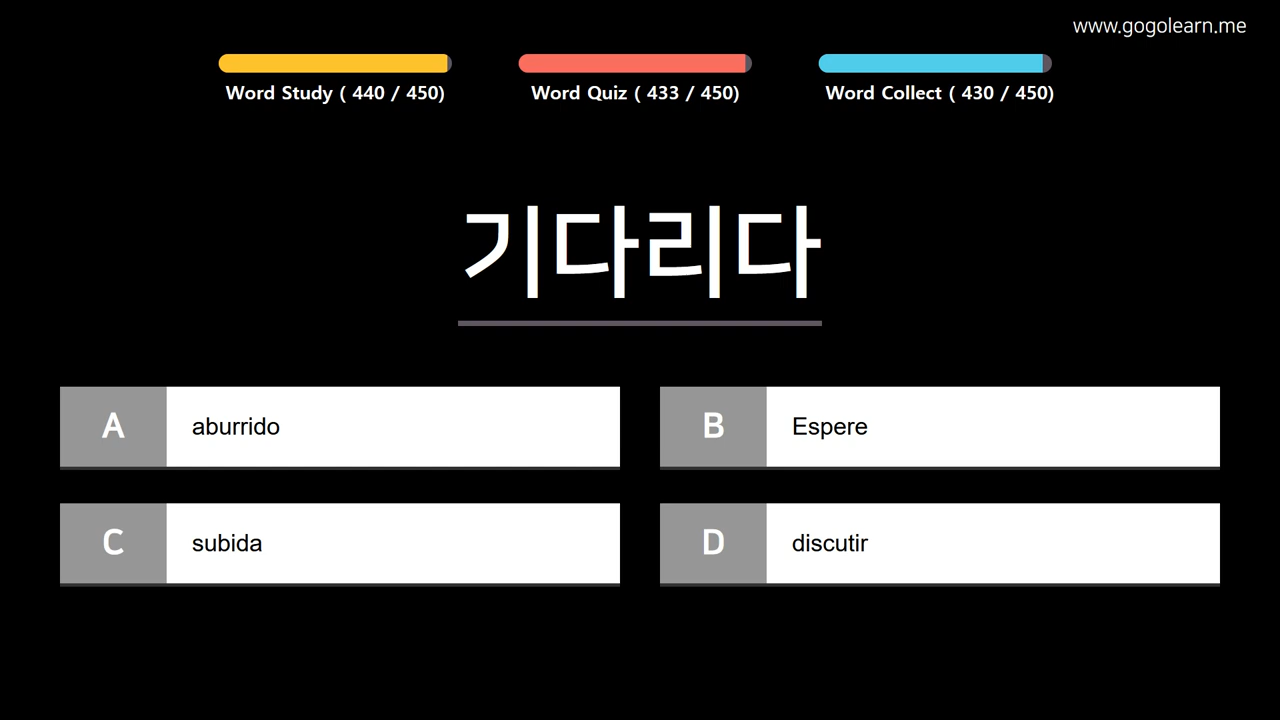 www.gogolearn.me
Word Study ( 440 / 450)
Word Quiz ( 433 / 450)
Word Collect ( 430 / 450)
기다리다
A
aburrido
B
Espere
C
subida
D
discutir